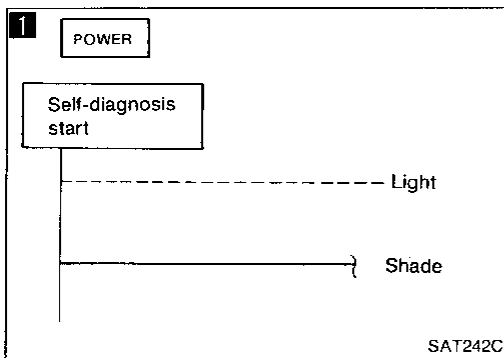 1
POWER
Self-diagnosis
start
Light
Shade
SAT242C